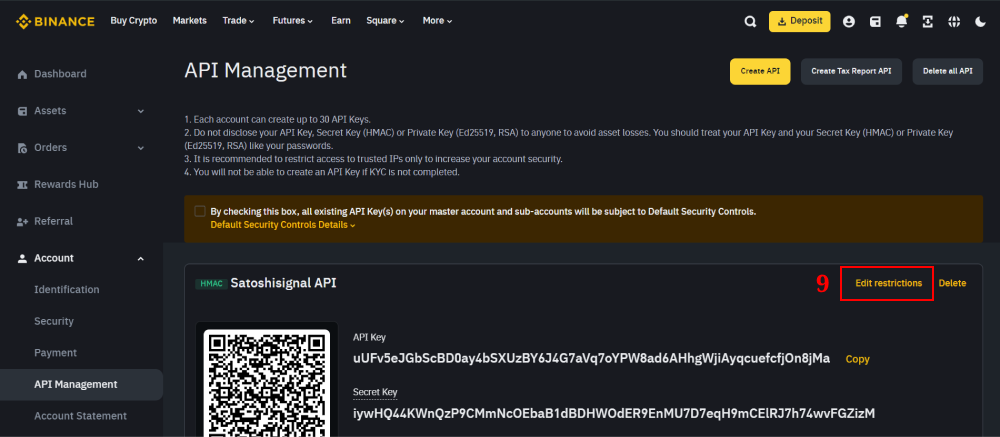 BINANCE Buy Crypto Markets Trade Futures Earn Square More Deposit
API Management
Create API Create Tax Report API Delete all API
Dashboard
Assets
Orders
Rewards Hub
Referral
Account
Identification
Security
Payment
API Management
Account Statement
1. Each account can create up to 30 API Keys.
2. Do not disclose your API Key, Secret Key (HMAC) or Private Key (Ed25519, RSA) to anyone to avoid asset losses. You should treat your API Key and your Secret Key (HMAC) or Private Key
(Ed25519, RSA) like your passwords.
3. It is recommended to restrict access to trusted IPs only to increase your account security.
4. You will not be able to create an API Key if KYC is not completed.
By checking this box, all existing API Key(s) on your master account and sub-accounts will be subject to Default Security Controls.
Default Security Controls Details
HMAC Satoshisignal API 9 Edit restrictions Delete
API Key
uUFv5eJGbScBD0ay4bSXUzBY6J4G7aVq7oYPW8ad6AHhgWjiAyqcuefcfjOn8jMa Copy
Secret Key
iywHQ44KWnQzP9CMmNcOEbaB1dBDHWOdER9EnMU7D7eqH9mCElRJ7h74wvFGZizM